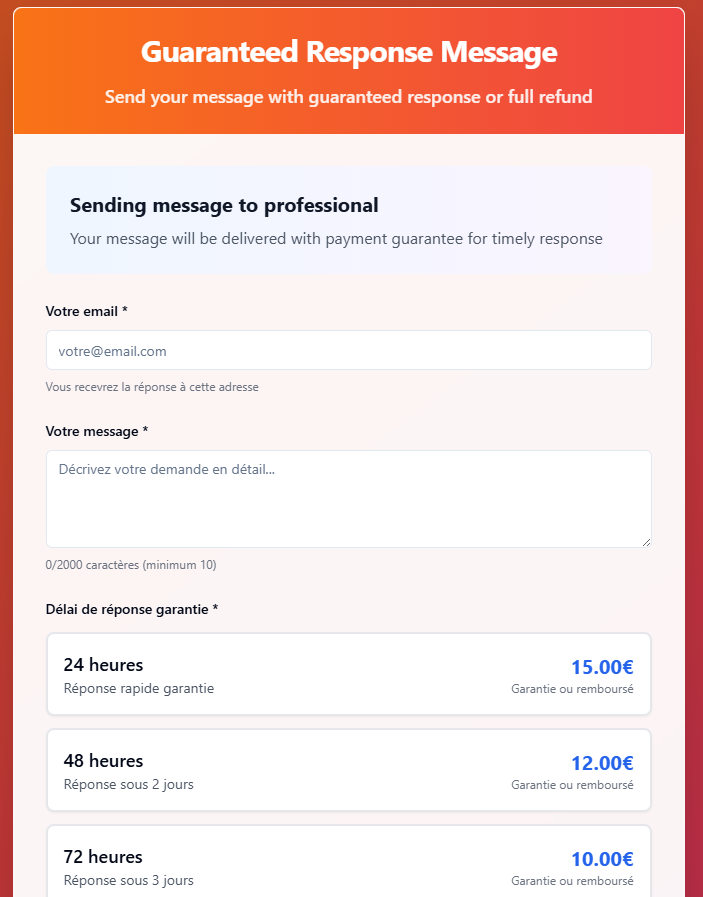 Guaranteed Response Message
Send your message with guaranteed response or full refund
Sending message to professional
Your message will be delivered with payment guarantee for timely response
Votre email *
votre@email.com
Vous recevrez la réponse à cette adresse
Votre message *
Décrivez votre demande en détail...
0/2000 caractères (minimum 10)
Délai de réponse garantie *
24 heures
15.00€
Réponse rapide garantie
Garantie ou remboursé
48 heures
12.00€
Réponse sous 2 jours
Garantie ou remboursé
72 heures
10.00€
Réponse sous 3 jours
Garantie ou remboursé